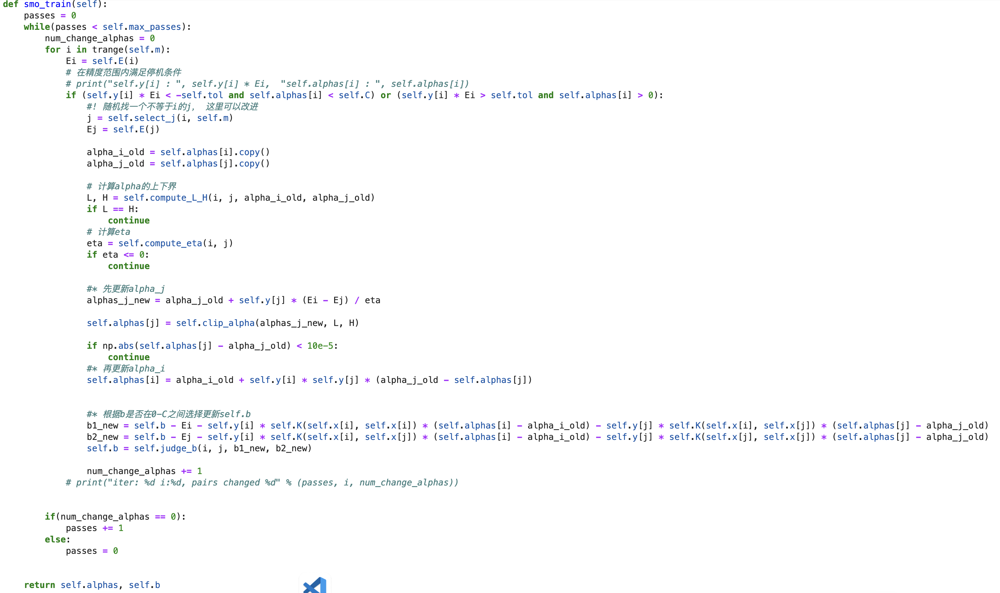 def smo_train(self):
    passes = 0
    while(passes < self.max_passes):
        num_change_alphas = 0
        for i in trange(self.m):
            Ei = self.E(i)
            # 在精度范围内满足停机条件
            # print("self.y[i] : ", self.y[i] * Ei,  "self.alphas[i] : ", self.alphas[i])
            if (self.y[i] * Ei < -self.tol and self.alphas[i] < self.C) or (self.y[i] * Ei > self.tol and self.alphas[i] > 0):
                #! 随机找一个不等于i的j， 这里可以改进
                j = self.select_j(i, self.m)
                Ej = self.E(j)

                alpha_i_old = self.alphas[i].copy()
                alpha_j_old = self.alphas[j].copy()

                # 计算alpha的上下界
                L, H = self.compute_L_H(i, j, alpha_i_old, alpha_j_old)
                if L == H:
                    continue
                # 计算eta
                eta = self.compute_eta(i, j)
                if eta <= 0:
                    continue

                #* 先更新alpha_j
                alphas_j_new = alpha_j_old + self.y[j] * (Ei - Ej) / eta

                self.alphas[j] = self.clip_alpha(alphas_j_new, L, H)

                if np.abs(self.alphas[j] - alpha_j_old) < 10e-5:
                    continue
                #* 再更新alpha_i
                self.alphas[i] = alpha_i_old + self.y[i] * self.y[j] * (alpha_j_old - self.alphas[j])


                #* 根据b是否在0-C之间选择更新self.b
                b1_new = self.b - Ei - self.y[i] * self.K(self.x[i], self.x[i]) * (self.alphas[i] - alpha_i_old) - self.y[j] * self.K(self.x[i], self.x[j]) * (self.alphas[j] - alpha_j_old)
                b2_new = self.b - Ej - self.y[i] * self.K(self.x[i], self.x[j]) * (self.alphas[i] - alpha_i_old) - self.y[j] * self.K(self.x[j], self.x[j]) * (self.alphas[j] - alpha_j_old)
                self.b = self.judge_b(i, j, b1_new, b2_new)

                num_change_alphas += 1
            # print("iter: %d i:%d, pairs changed %d" % (passes, i, num_change_alphas))


        if(num_change_alphas == 0):
            passes += 1
        else:
            passes = 0


    return self.alphas, self.b